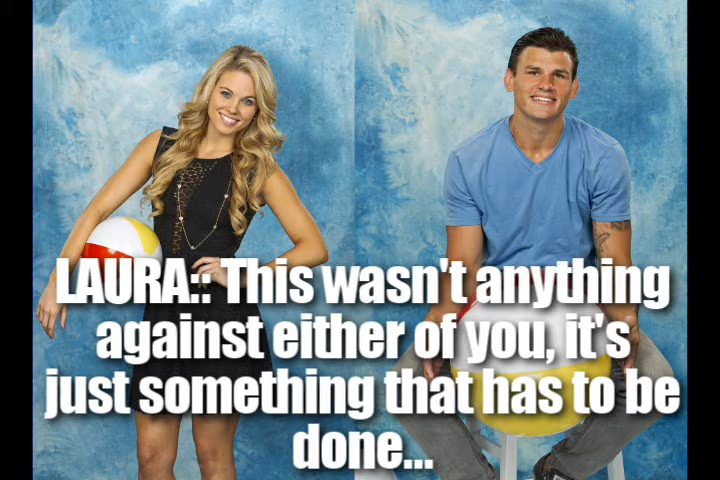 LAURA:: This wasn't anything
against either of you, it's
just something that has to be
done...